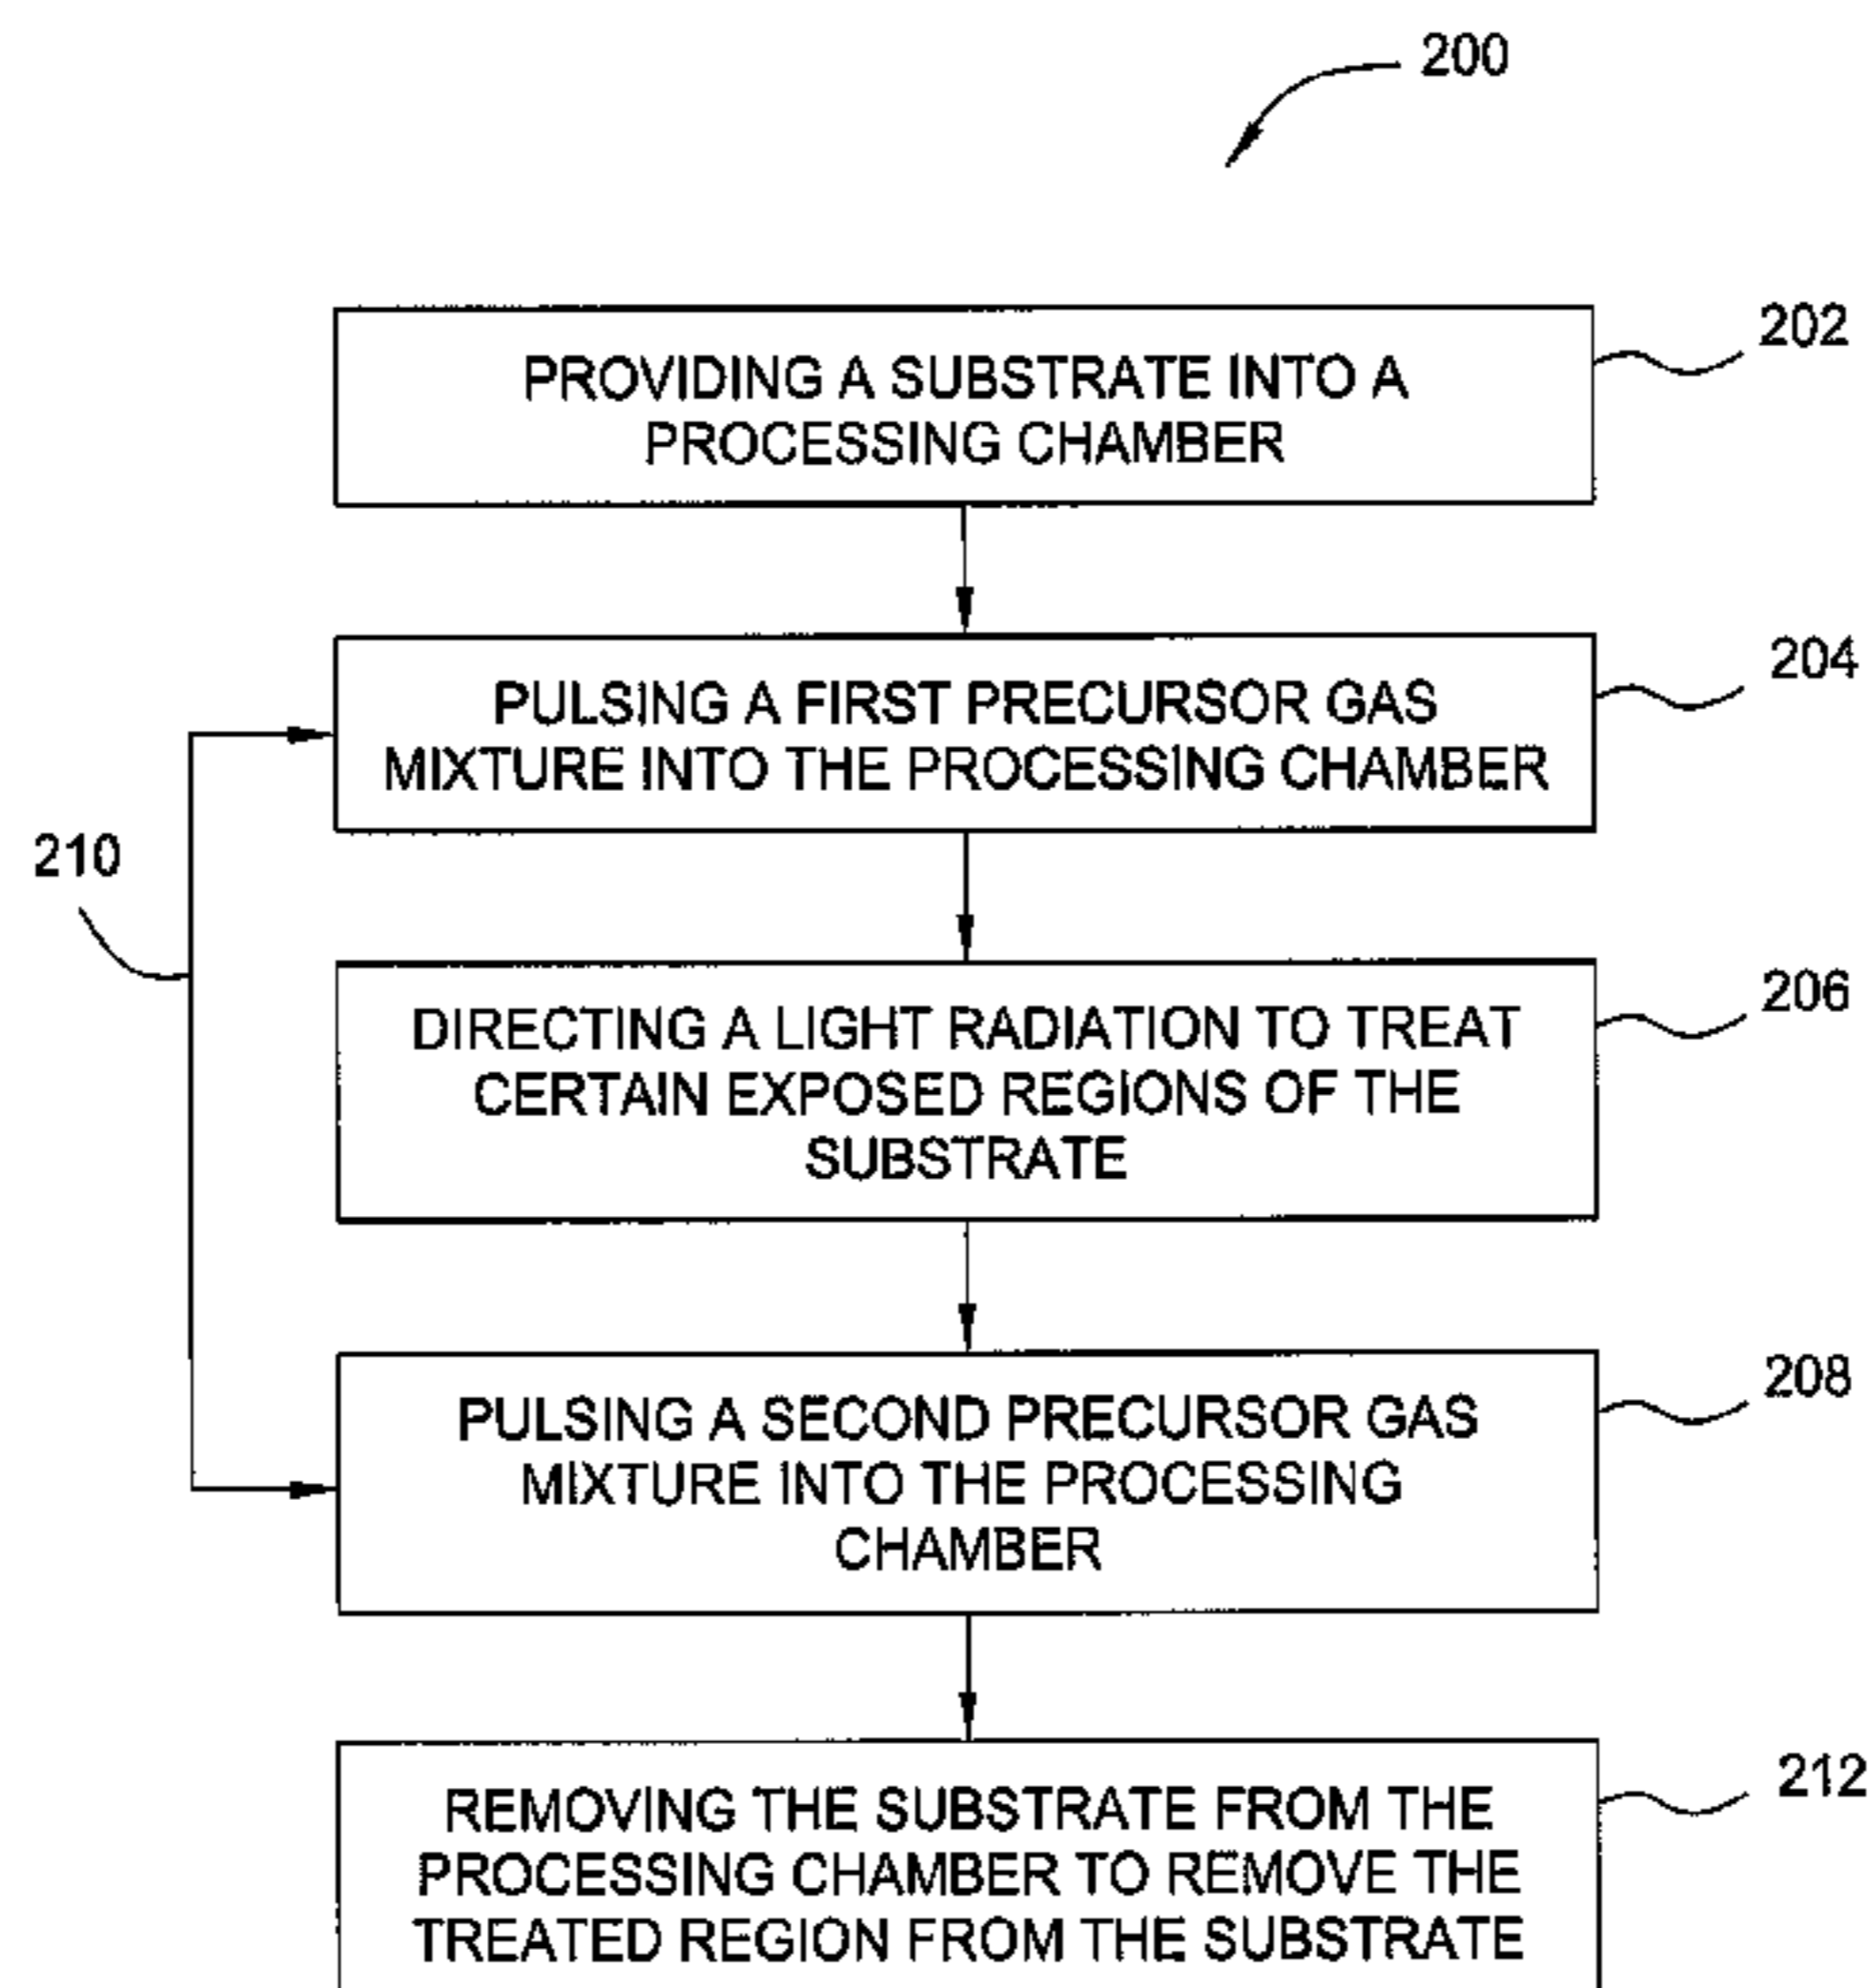 200
202
PROVIDING A SUBSTRATE INTO A
PROCESSING CHAMBER
204
PULSING A FIRST PRECURSOR GAS
MIXTURE INTO THE PROCESSING CHAMBER
210
206
DIRECTING A LIGHT RADIATION TO TREAT
CERTAIN EXPOSED REGIONS OF THE
SUBSTRATE
208
PULSING A SECOND PRECURSOR GAS
MIXTURE INTO THE PROCESSING
CHAMBER
212
REMOVING THE SUBSTRATE FROM THE
PROCESSING CHAMBER TO REMOVE THE
TREATED REGION FROM THE SUBSTRATE